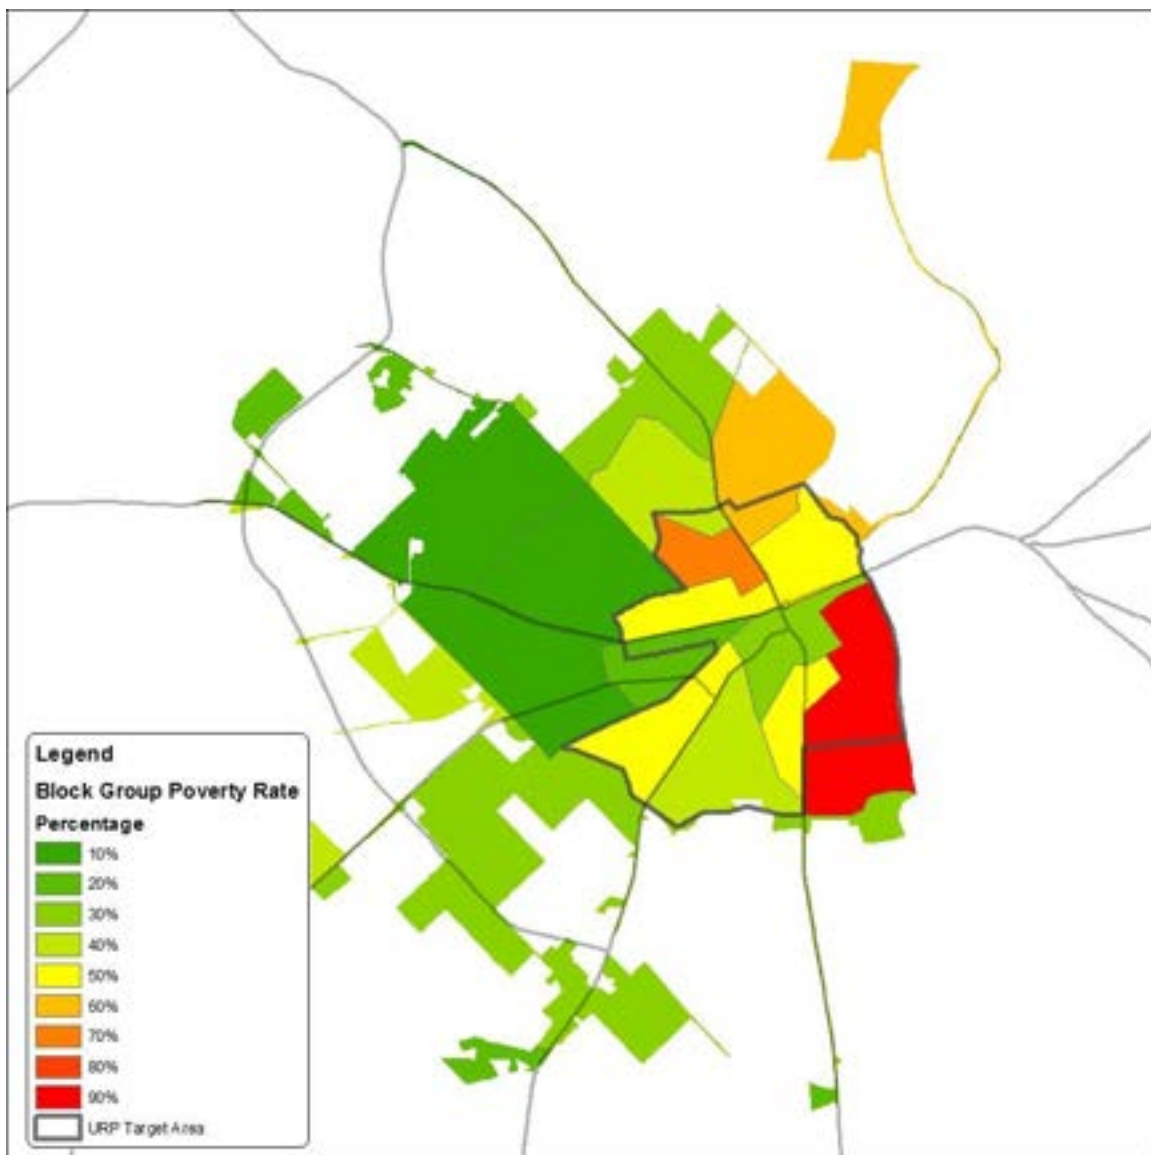 Legend
Block Group Poverty Rate
Percentage
10%
20%
30%
40%
50%
60%
70%
80%
90%
URP Target Area